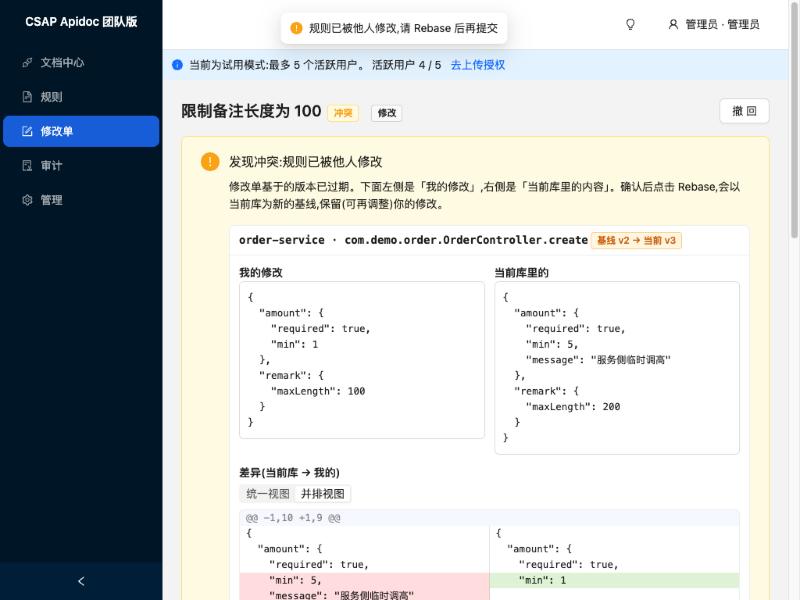 CSAP Apidoc 团队版
规则已被他人修改,请 Rebase 后再提交
管理员 · 管理员
文档中心
规则
修改单
审计
管理
当前为试用模式:最多 5 个活跃用户。 活跃用户 4 / 5 去上传授权
限制备注长度为 100 冲突 修改
撤 回
发现冲突:规则已被他人修改
修改单基于的版本已过期。下面左侧是「我的修改」,右侧是「当前库里的内容」。确认后点击 Rebase,会以
当前库为新的基线,保留(可再调整)你的修改。
order-service · com.demo.order.OrderController.create 基线 v2 → 当前 v3
我的修改
{
"amount": {
"required": true,
"min": 1
},
"remark": {
"maxLength": 100
}
}
当前库里的
{
"amount": {
"required": true,
"min": 5,
"message": "服务侧临时调高"
},
"remark": {
"maxLength": 200
}
}
差异(当前库 → 我的)
统一视图 并排视图
@@ -1,10 +1,9 @@
{
"amount": {
"required": true,
"min": 5,
"message": "服务侧临时调高"
{
"amount": {
"required": true,
"min": 1